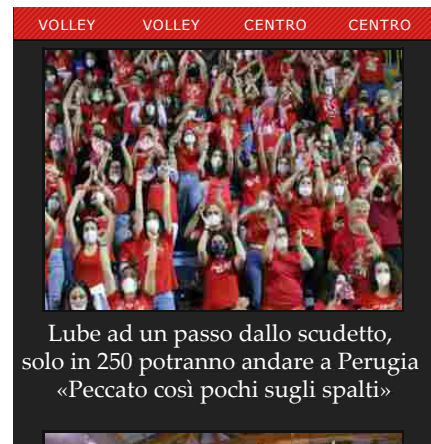 VOLLEY VOLLEY CENTRO CENTRO
Lube ad un passo dallo scudetto,
solo in 250 potranno andare a Perugia
«Peccato così pochi sugli spalti»